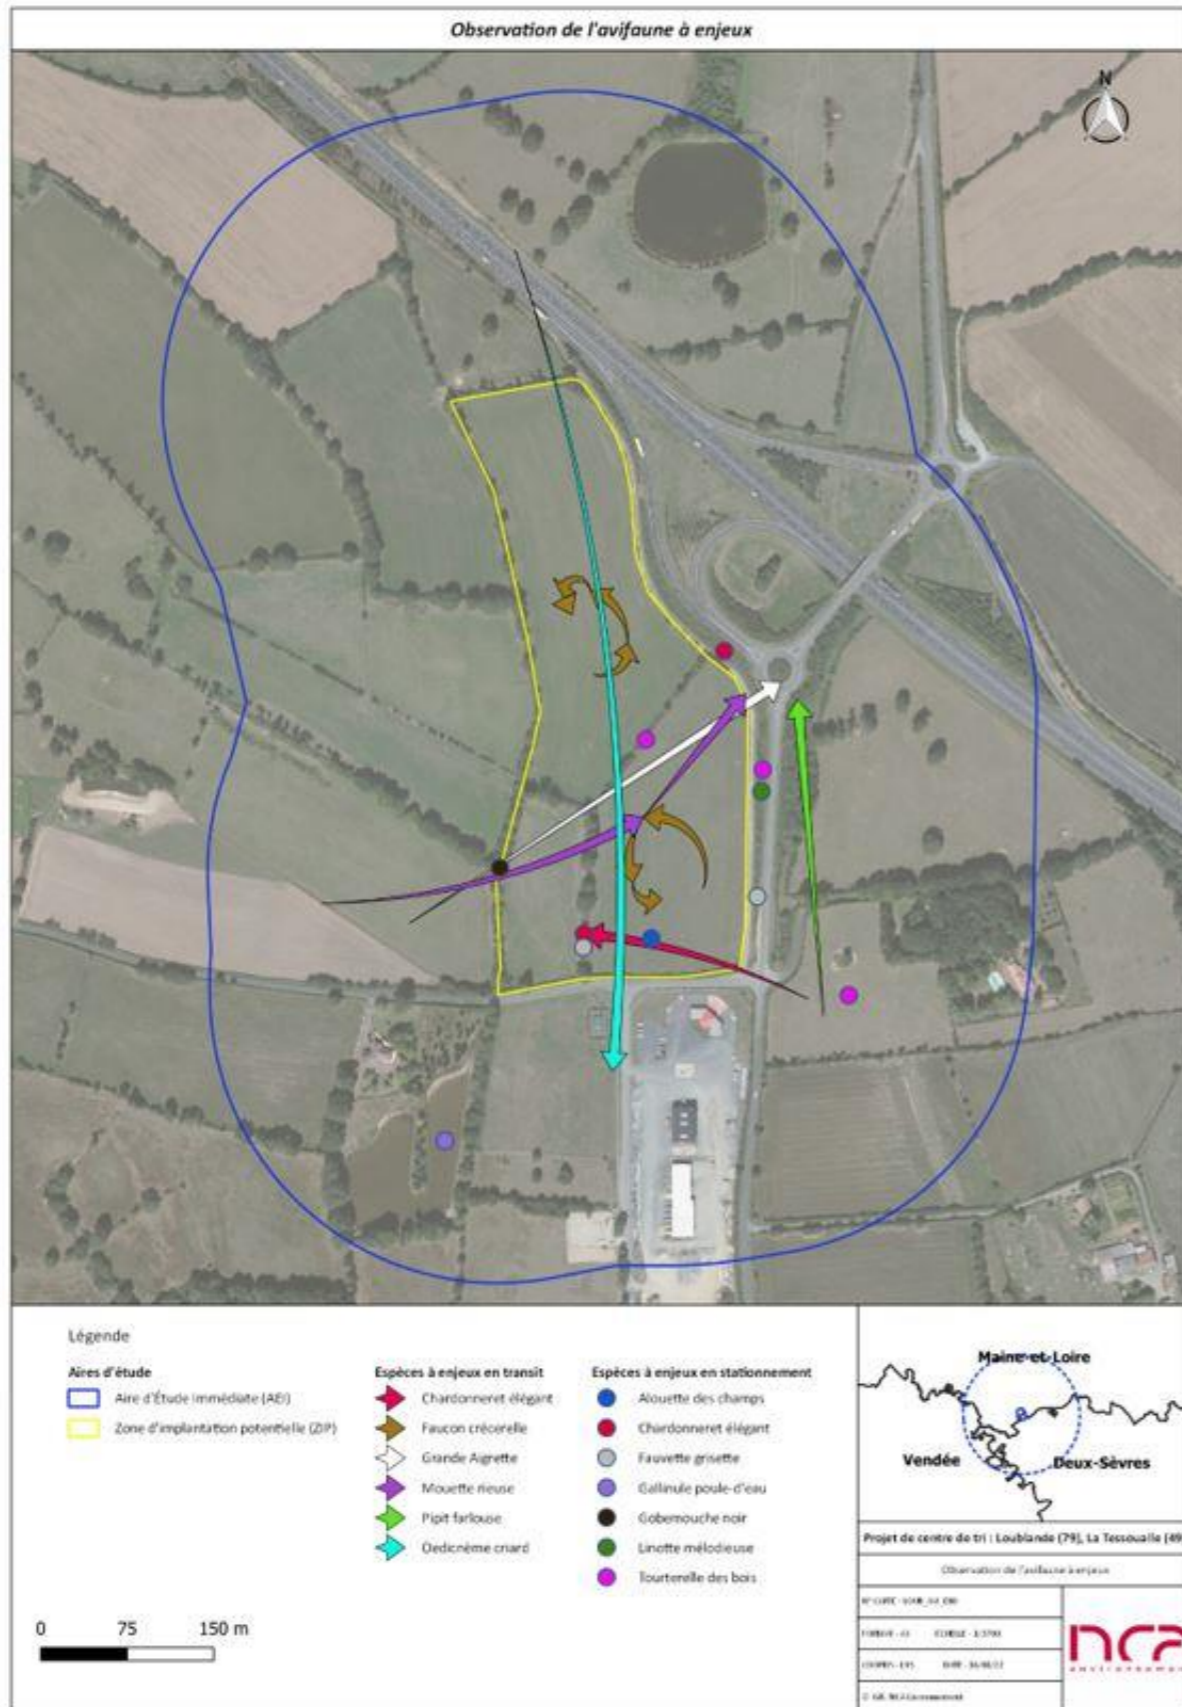 Observation de l'avifaune à enjeux
N
Légende
Aires d'étude
Aire d'Étude Immédiate (AEI)
Zone d'implantation potentielle (ZIP)
Espèces à enjeux en transit
Chardonneret élégant
Faucon crécerelle
Grande Aigrette
Mouette rieuse
Pipit farlouse
Oedicnème criard
Espèces à enjeux en stationnement
Alouette des champs
Chardonneret élégant
Fauvette grisette
Gallinule poule-d'eau
Gobemouche noir
Linotte mélodieuse
Tourterelle des bois
0 75 150 m
Maine-et-Loire
Vendée
Deux-Sèvres
Projet de centre de tri : Loublande (79), La Tessoualle (49
Observation de l'avifaune à enjeux
nca
environnement